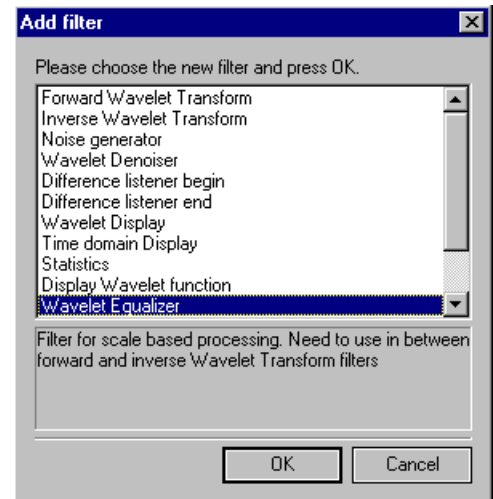 Add filter
Please choose the new filter and press OK.
Forward Wavelet Transform
Inverse Wavelet Transform
Noise generator
Wavelet Denoiser
Difference listener begin
Difference listener end
Wavelet Display
Time domain Display
Statistics
Display Wavelet function
Wavelet Equalizer
Filter for scale based processing. Need to use in between
forward and inverse Wavelet Transform filters
OK Cancel